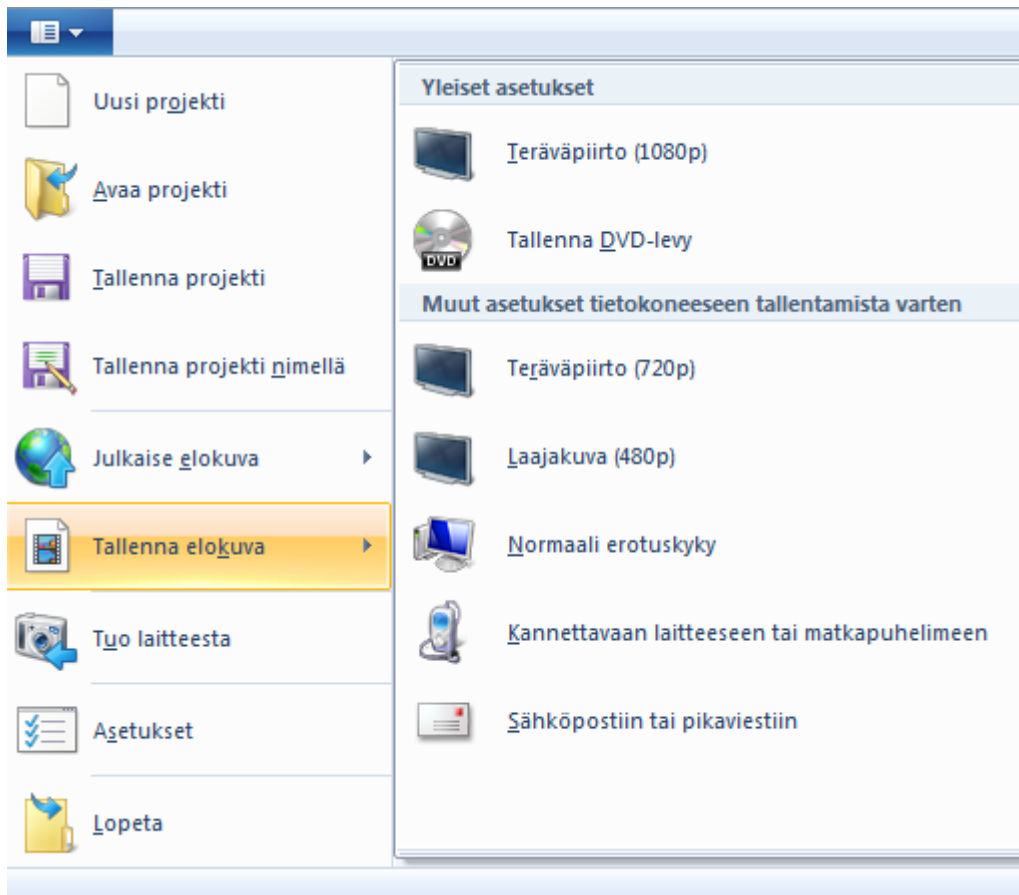 Uusi projekti
Avaa projekti
Tallenna projekti
Tallenna projekti nimellä
Julkaise elokuva
Tallenna elokuva
Tuo laitteesta
Asetukset
Lopeta
Yleiset asetukset
Teräväpiirto (1080p)
DVD
Tallenna DVD-levy
Muut asetukset tietokoneeseen tallentamista varten
Teräväpiirto (720p)
Laajakuva (480p)
Normaali erotuskyky
Kannettavaan laitteeseen tai matkapuhelimeen
Sähköpostiin tai pikaviestiin